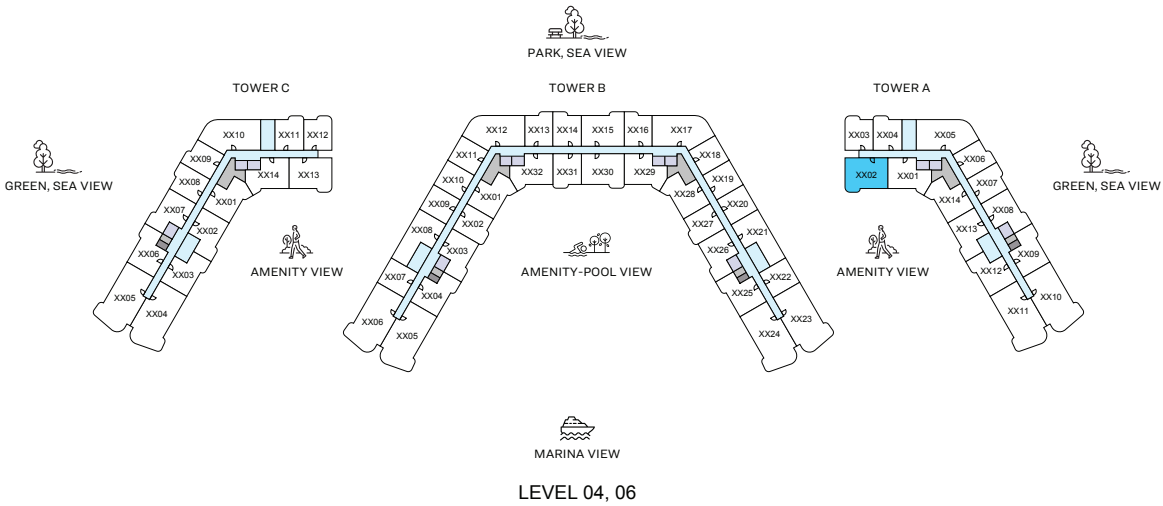 PARK, SEA VIEW
TOWER C
TOWER B
TOWER A
GREEN, SEA VIEW
GREEN, SEA VIEW
XX10
XX11
XX12
XX09
XX08
XX14
XX13
XX07
XX01
XX02
XX06
XX03
XX05
XX04
AMENITY VIEW
XX12
XX13
XX14
XX15
XX16
XX17
XX11
XX18
XX10
XX32
XX31
XX30
XX29
XX19
XX09
XX01
XX28
XX20
XX08
XX02
XX27
XX21
XX03
XX26
XX07
XX04
XX25
XX22
XX06
XX05
XX24
XX23
AMENITY-POOL VIEW
XX03
XX04
XX05
XX02
XX01
XX06
XX07
XX14
XX08
XX13
XX09
XX12
XX10
XX11
AMENITY VIEW
MARINA VIEW
LEVEL 04, 06